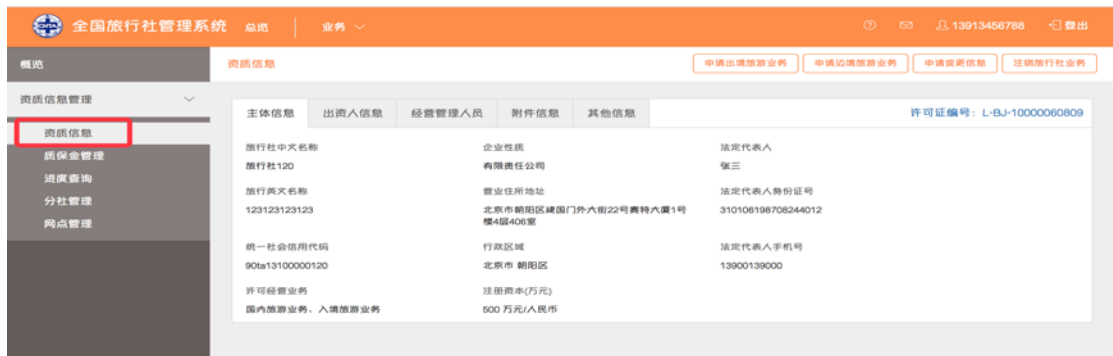 全国旅行社管理系统 总览 业务 13913456788 登出
概览 资质信息 申请出境旅游业务 申请边境旅游业务 申请变更信息 注销旅行社业务
资质信息管理
主体信息 出资人信息 经营管理人员 附件信息 其他信息 许可证编号：L-BJ-10000060809
资质信息
质保金管理
进度查询
分社管理
网点管理
旅行社中文名称 企业性质 法定代表人
旅行社120 有限责任公司 张三
旅行英文名称 营业住所地址 法定代表人身份证号
123123123123 北京市朝阳区建国门外大街22号赛特大厦1号 310106198708244012
楼4层406室
统一社会信用代码 行政区域 法定代表人手机号
90ta13100000120 北京市 朝阳区 13900139000
许可经营业务 注册资本(万元)
国内旅游业务、入境旅游业务 500 万元/人民币